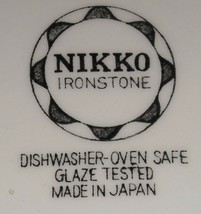 NIKKO
IRONSTONE
DISHWASHER-OVEN SAFE
GLAZE TESTED
MADE IN JAPAN